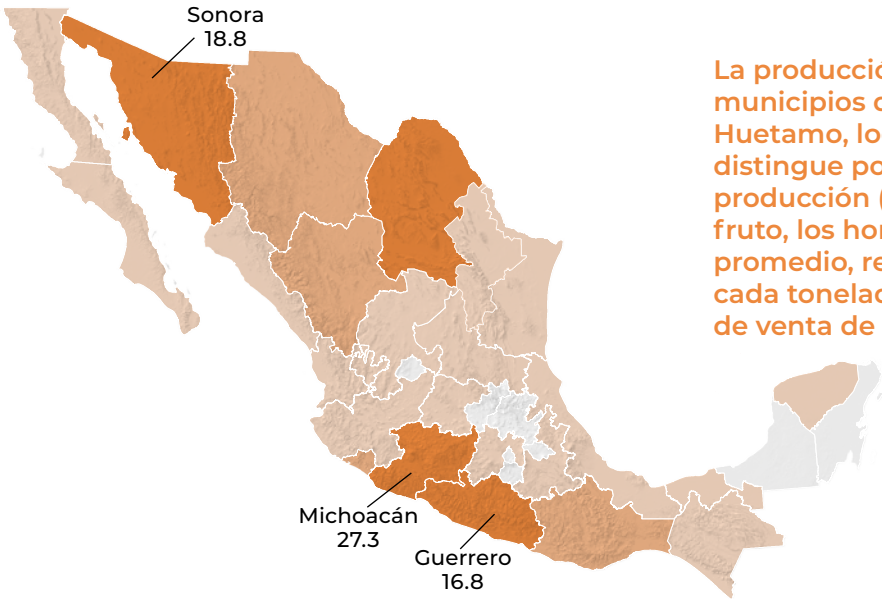 Sonora
18.8
La producció
municipios 
Huetamo, lo
distingue po
producción (
fruto, los hor
promedio, re
cada tonelad
de venta de
Michoacán
27.3
Guerrero
16.8